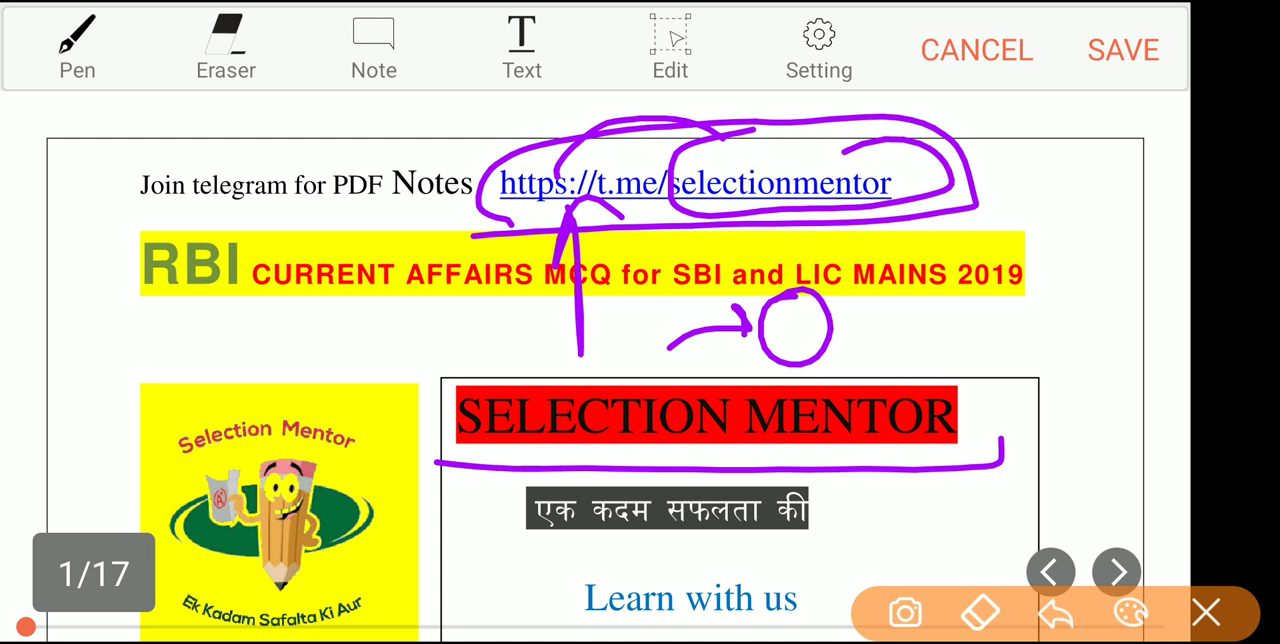 Pen Eraser Note Text Edit Setting CANCEL SAVE
Join telegram for PDF Notes https://t.me/selectionmentor
RBI CURRENT AFFAIRS MCQ for SBI and LIC MAINS 2019
SELECTION MENTOR
Selection Mentor
एक कदम सफलता की
1/17
Learn with us
Ek Kadam Safalta Ki Aur